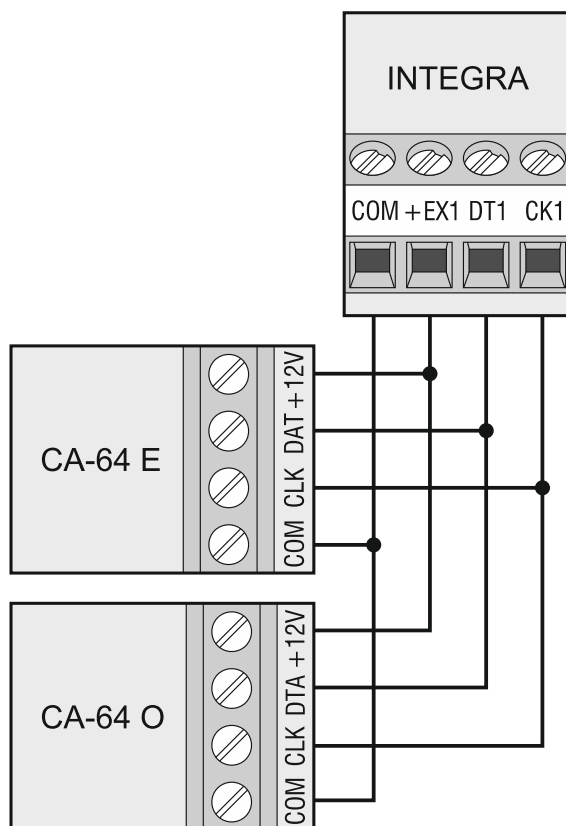 INTEGRA
COM +EX1 DT1 CK1
CA-64 E
+12V
DAT
CLK
COM
CA-64 O
+12V
DTA
CLK
COM